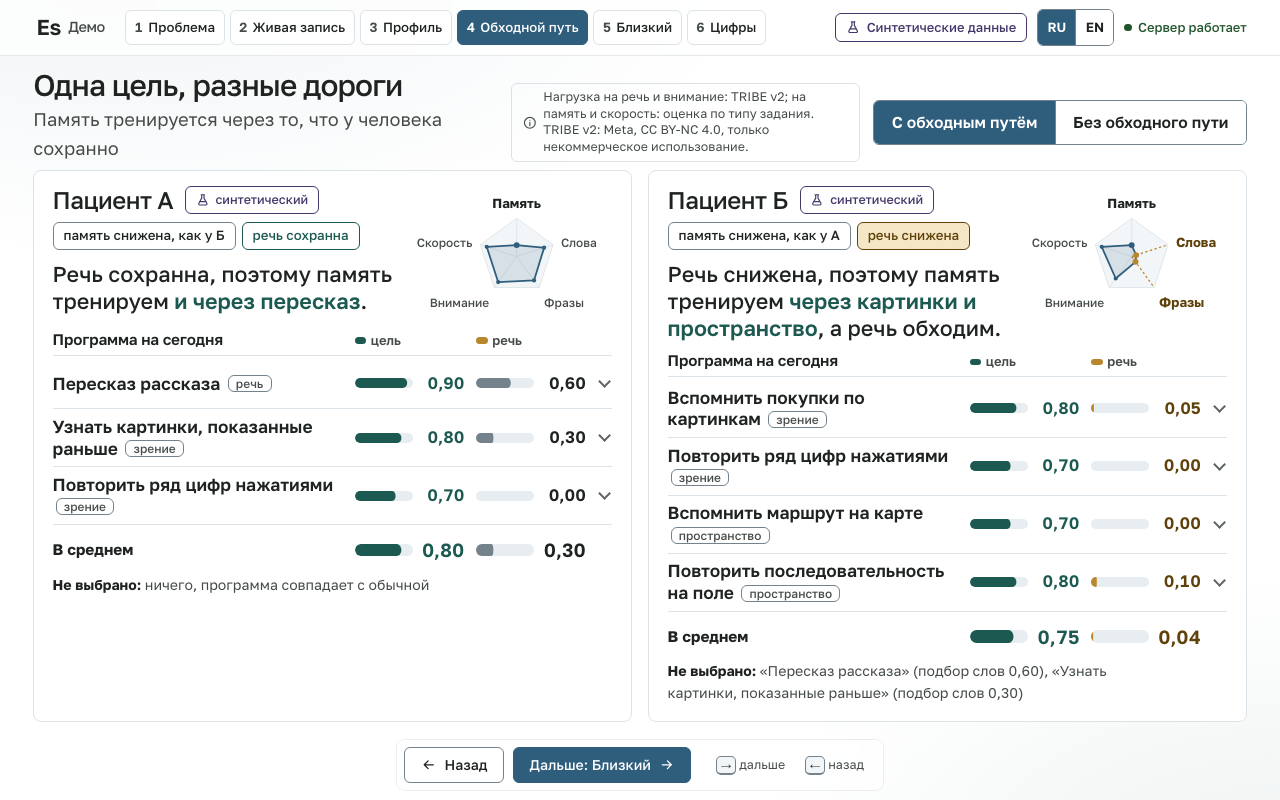 Es Демо
1 Проблема
2 Живая запись
3 Профиль
4 Обходной путь
5 Близкий
6 Цифры
Синтетические данные
RU EN
Сервер работает
Одна цель, разные дороги
Память тренируется через то, что у человека
сохранно
Нагрузка на речь и внимание: TRIBE v2; на
память и скорость: оценка по типу задания.
TRIBE v2: Meta, CC BY-NC 4.0, только
некоммерческое использование.
С обходным путём
Без обходного пути
Пациент А
синтетический
память снижена, как у Б
речь сохранна
Память
Скорость
Слова
Внимание
Фразы
Речь сохранна, поэтому память
тренируем и через пересказ.
Программа на сегодня цель речь
Пересказ рассказа речь 0,90 0,60
Узнать картинки, показанные
раньше зрение 0,80 0,30
Повторить ряд цифр нажатиями
зрение 0,70 0,00
В среднем 0,80 0,30
Не выбрано: ничего, программа совпадает с обычной
Пациент Б
синтетический
память снижена, как у А
речь снижена
Память
Скорость
Слова
Внимание
Фразы
Речь снижена, поэтому память
тренируем через картинки и
пространство, а речь обходим.
Программа на сегодня цель речь
Вспомнить покупки по
картинкам зрение 0,80 0,05
Повторить ряд цифр нажатиями
зрение 0,70 0,00
Вспомнить маршрут на карте
пространство 0,70 0,00
Повторить последовательность
на поле пространство 0,80 0,10
В среднем 0,75 0,04
Не выбрано: «Пересказ рассказа» (подбор слов 0,60), «Узнать
картинки, показанные раньше» (подбор слов 0,30)
← Назад
Дальше: Близкий →
→ дальше
← назад